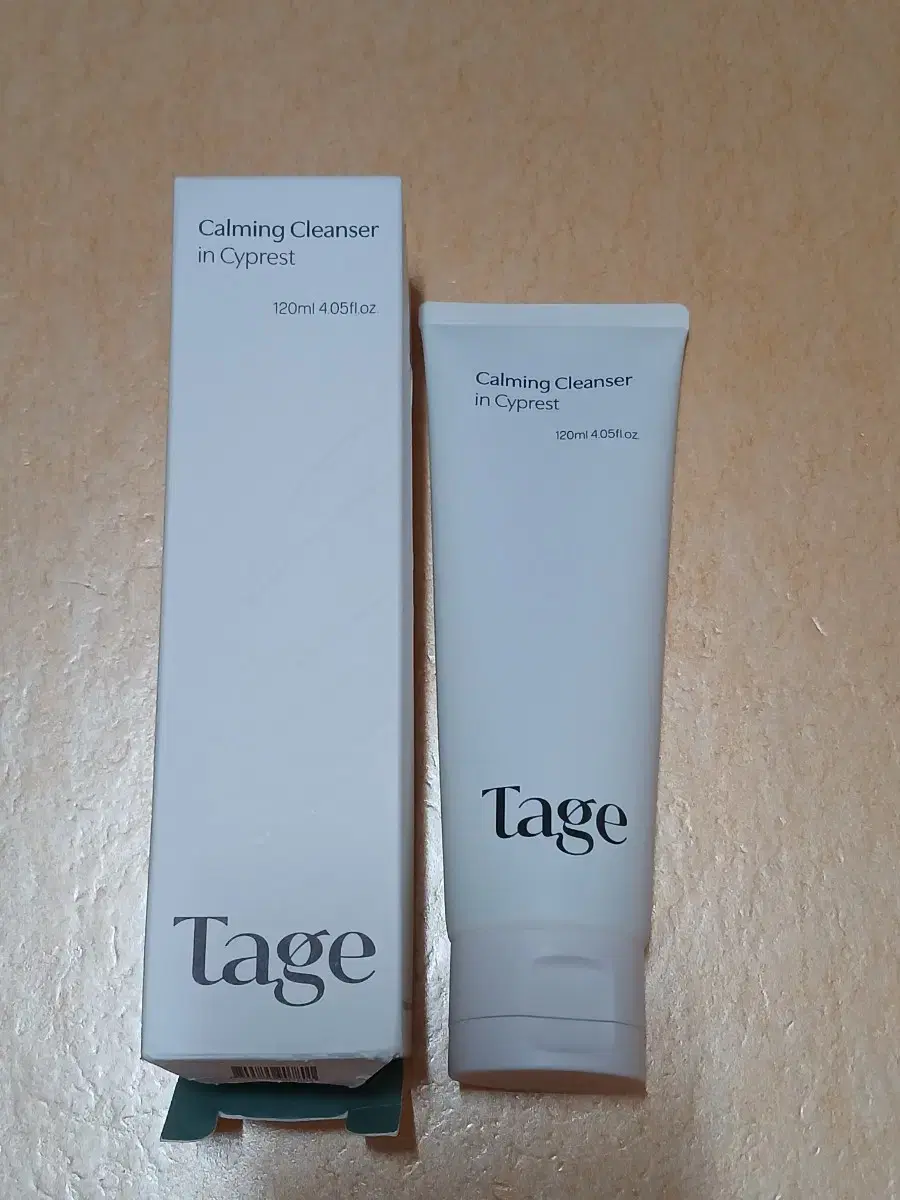 Calming Cleanser
in Cyprest
120ml 4.05fl.oz.
Tage
Calming Cleanser
in Cyprest
120ml 4.05fl.oz.
Tage